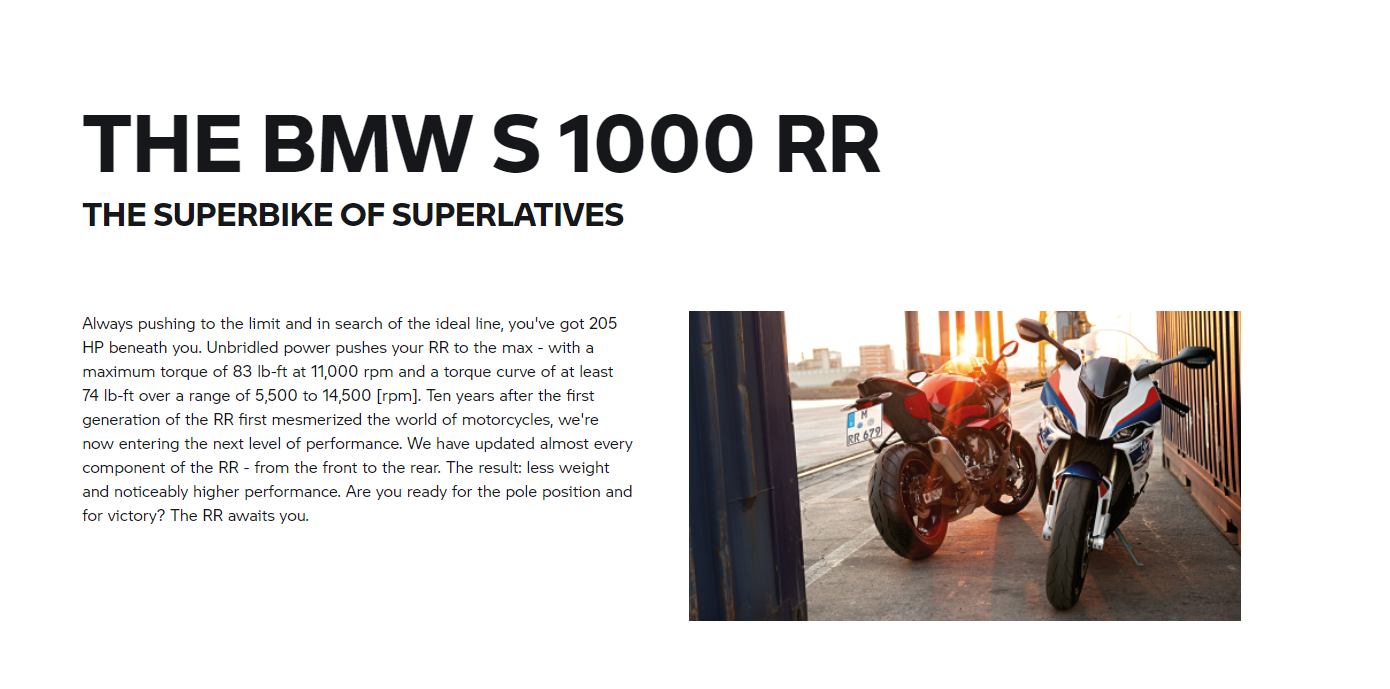 THE BMW S 1000 RR
THE SUPERBIKE OF SUPERLATIVES
Always pushing to the limit and in search of the ideal line, you've got 205
HP beneath you. Unbridled power pushes your RR to the max - with a
maximum torque of 83 lb-ft at 11,000 rpm and a torque curve of at least
74 lb-ft over a range of 5,500 to 14,500 [rpm]. Ten years after the first
generation of the RR first mesmerized the world of motorcycles, we're
now entering the next level of performance. We have updated almost every
component of the RR - from the front to the rear. The result: less weight
and noticeably higher performance. Are you ready for the pole position and
for victory? The RR awaits you.
M
RR 679